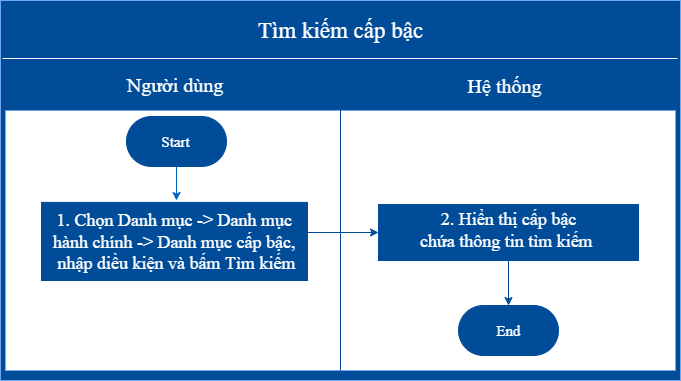 Tìm kiếm cấp bậc
Người dùng
Hệ thống
Start
1. Chọn Danh mục -> Danh mục
hành chính -> Danh mục cấp bậc,
nhập diều kiện và bấm Tìm kiếm
2. Hiển thị cấp bậc
chứa thông tin tìm kiếm
End